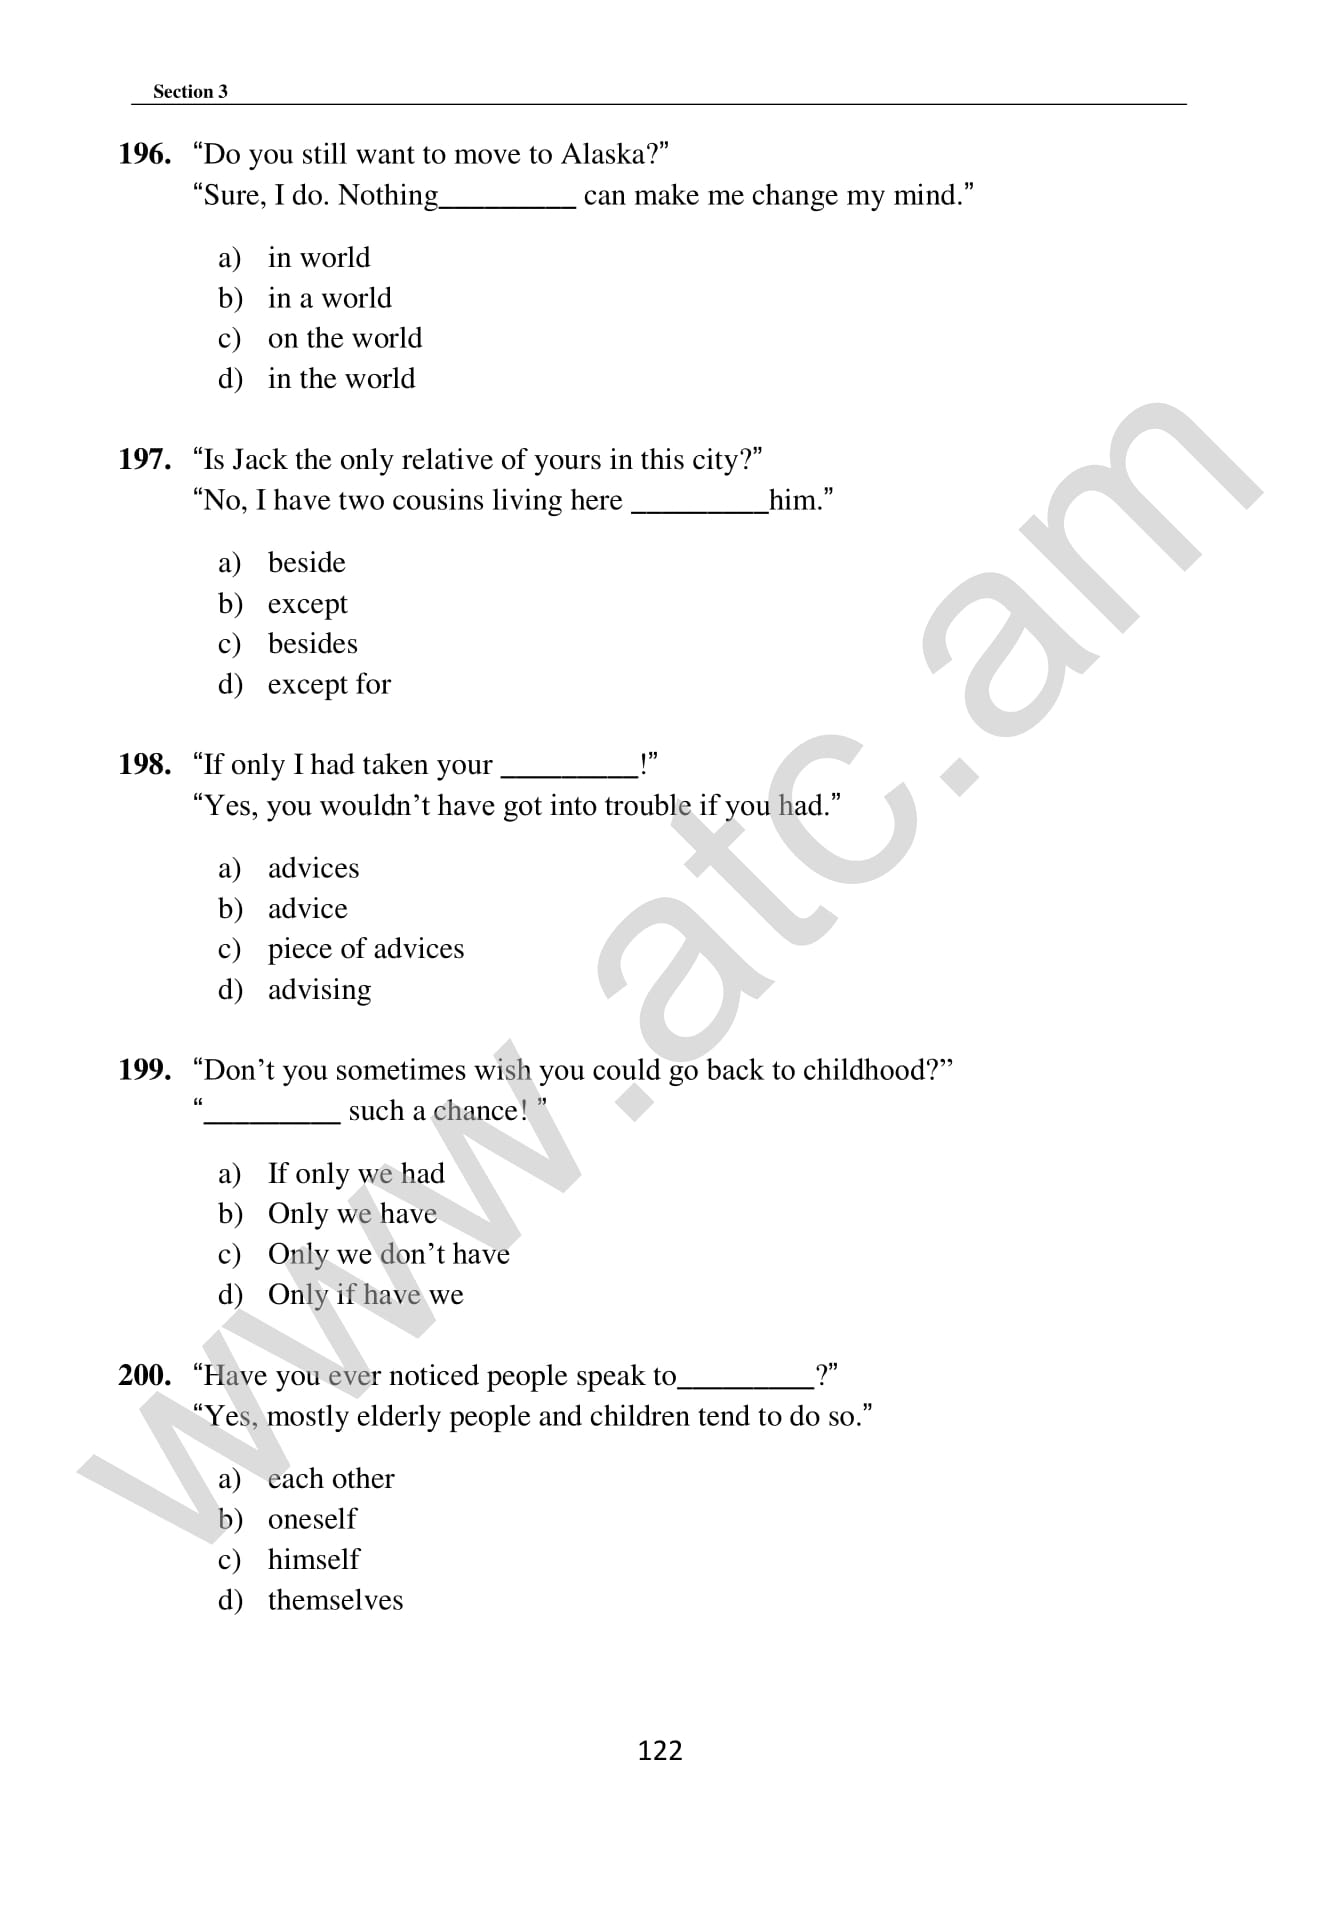 Section 3
196. “Do you still want to move to Alaska?”
“Sure, I do. Nothing_________ can make me change my mind.”
a) in world
b) in a world
c) on the world
d) in the world
197. “Is Jack the only relative of yours in this city?”
“No, I have two cousins living here _________him.”
a) beside
b) except
c) besides
d) except for
198. “If only I had taken your _________!”
“Yes, you wouldn’t have got into trouble if you had.”
a) advices
b) advice
c) piece of advices
d) advising
199. “Don’t you sometimes wish you could go back to childhood?”
“_________ such a chance! ”
a) If only we had
b) Only we have
c) Only we don’t have
d) Only if have we
200. “Have you ever noticed people speak to_________?”
“Yes, mostly elderly people and children tend to do so.”
a) each other
b) oneself
c) himself
d) themselves
122
www.atc.am